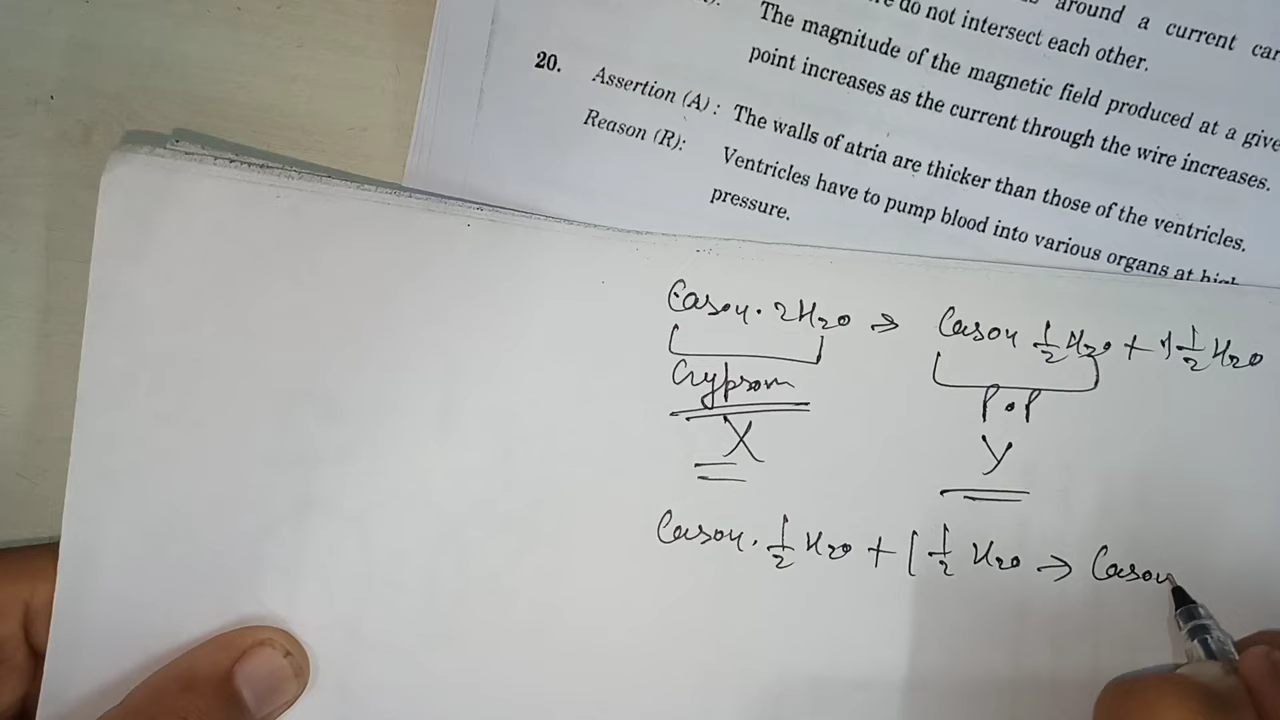 around a current car
do not intersect each other.
The magnitude of the magnetic field produced at a give
point increases as the current through the wire increases.
20. Assertion (A) : The walls of atria are thicker than those of the ventricles.
Reason (R): Ventricles have to pump blood into various organs at high
pressure.
CaSO4. 2H2O → CaSO4 1/2 H2O + 1 1/2 H2O
Gypsom P.O.P
X Y
CaSO4. 1/2 H2O + 1 1/2 H2O → CaSO4